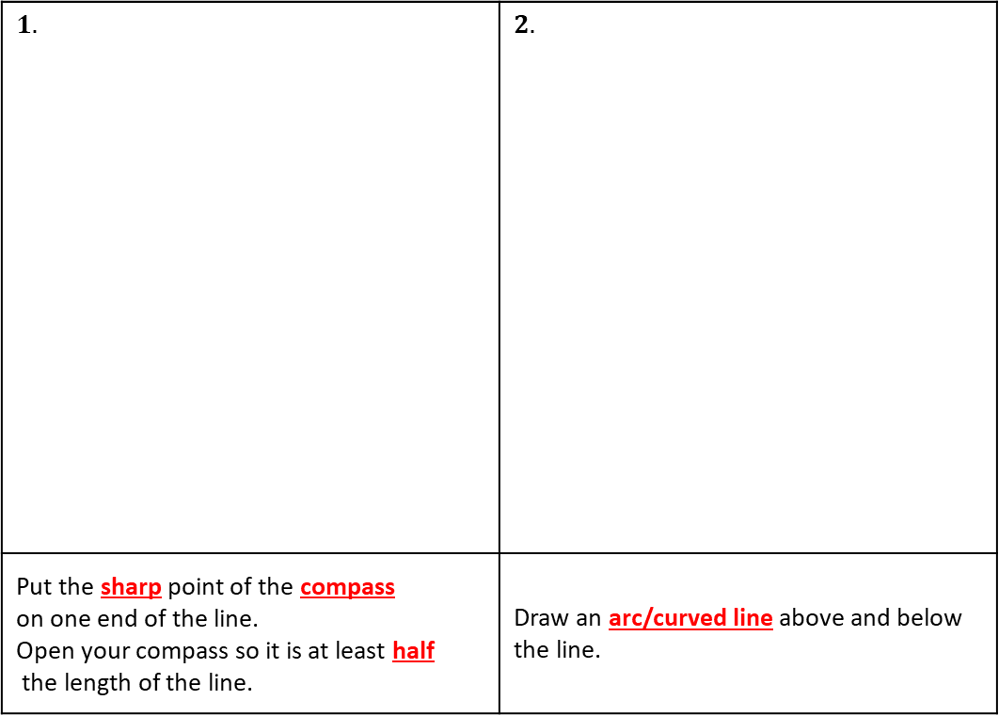 1.
2.
Put the sharp point of the compass
on one end of the line.
Open your compass so it is at least half
the length of the line.
Draw an arc/curved line above and below
the line.